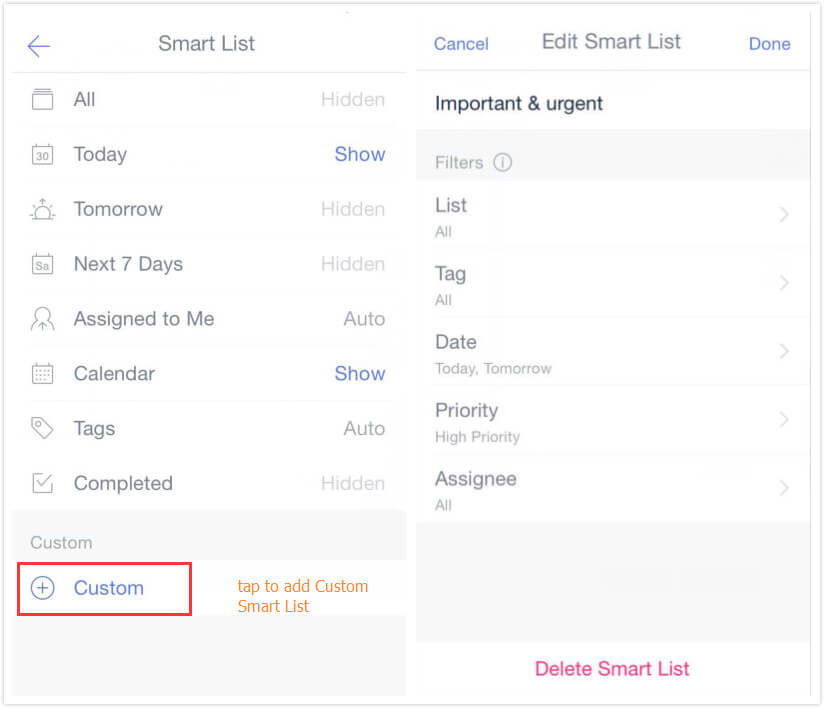 Smart List
All Hidden
30 Today Show
Tomorrow Hidden
Sa Next 7 Days Hidden
Assigned to Me Auto
Calendar Show
Tags Auto
Completed Hidden
Custom
Custom
tap to add Custom
Smart List
Cancel Edit Smart List Done
Important & urgent
Filters i
List
All
Tag
All
Date
Today, Tomorrow
Priority
High Priority
Assignee
All
Delete Smart List